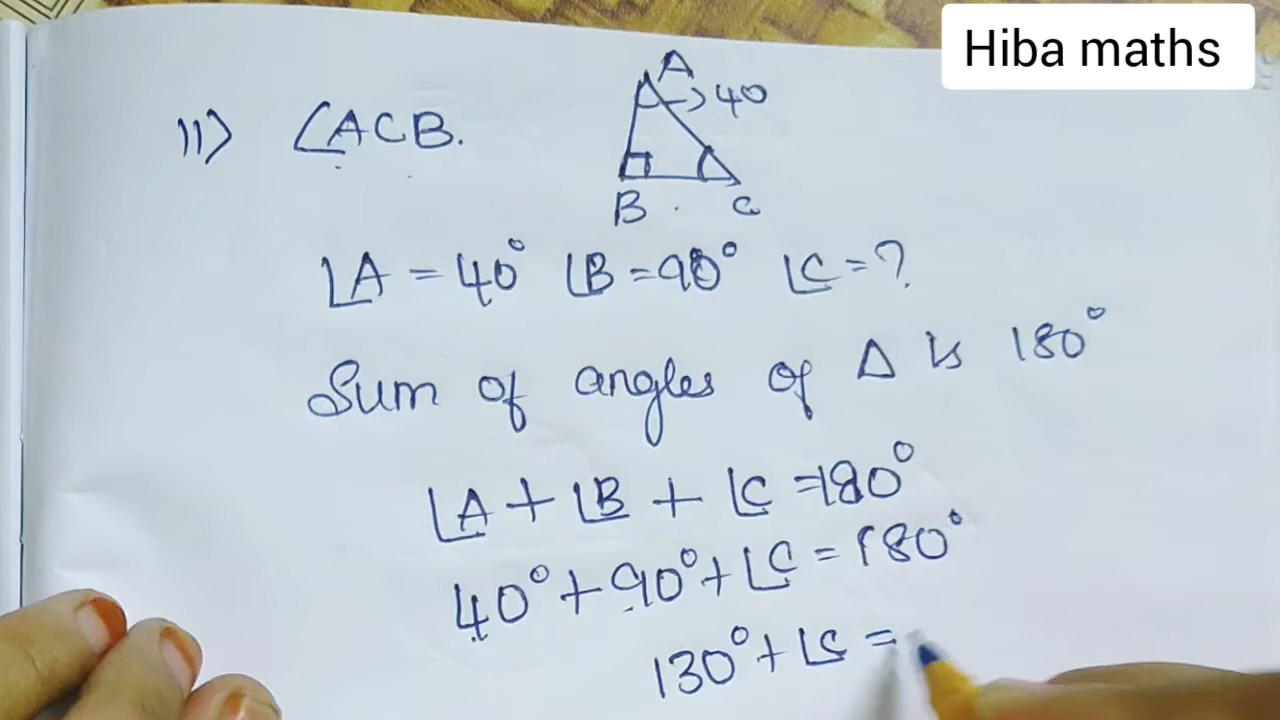 Hiba maths
11) ∠ACB.
A
40
B
C
∠A = 40° ∠B = 90° ∠C = ?
Sum of angles of Δ is 180°
∠A + ∠B + ∠C = 180°
40° + 90° + ∠C = 180°
130° + ∠C =